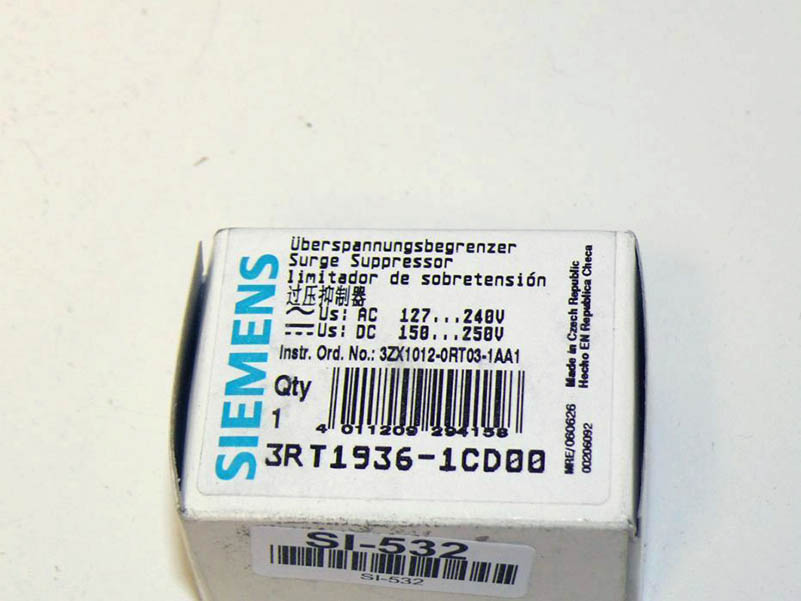 SIEMENS
Überspannungsbegrenzer
Surge Suppressor
limitador de sobretensión
过压抑制器
Us: AC 127...240V
Us: DC 150...250V
Instr. Ord. No.: 3ZX1012-0RT03-1AA1
Qty
1
4 011209 294158
3RT1936-1CD00
Made in Czech Republic
Hecho EN Republica Checa
MRE/060626
00206092
SI-532
SI-532